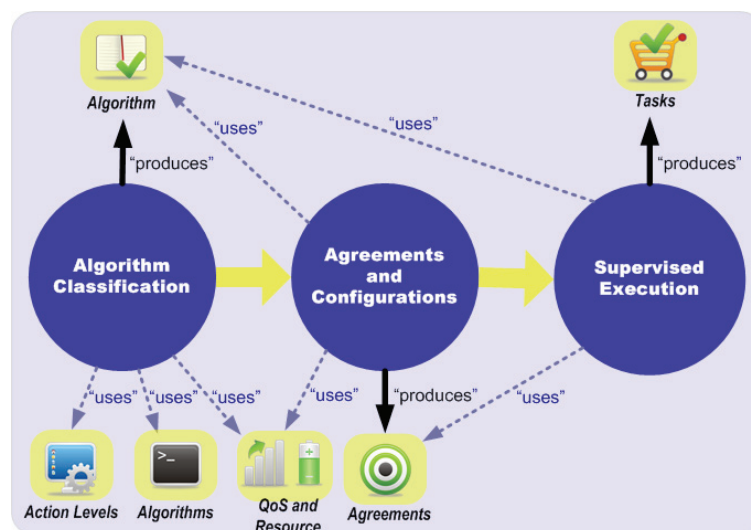 Algorithm
Tasks
"uses"
"uses"
"produces"
"produces"
Algorithm
Classification
Agreements
and
Configurations
Supervised
Execution
"uses"
"uses"
"uses"
"uses"
"produces"
"uses"
>_
Action Levels
Algorithms
QoS and
Resource
Agreements